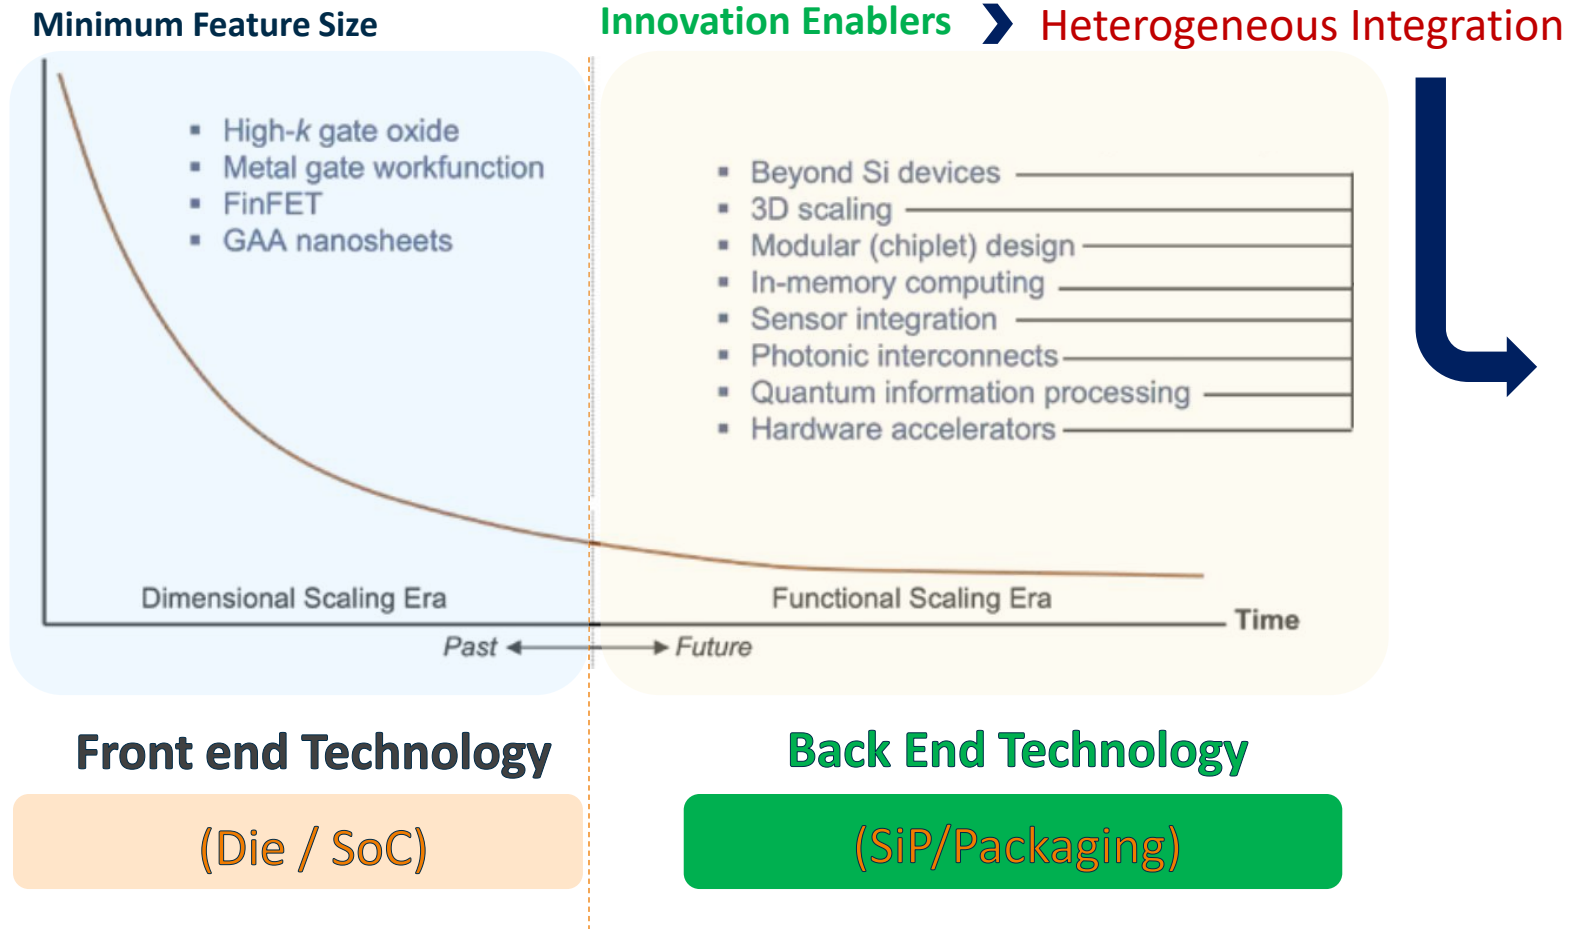 Minimum Feature Size
Innovation Enablers
Heterogeneous Integration
▪ High-k gate oxide
▪ Metal gate workfunction
▪ FinFET
▪ GAA nanosheets
▪ Beyond Si devices
▪ 3D scaling
▪ Modular (chiplet) design
▪ In-memory computing
▪ Sensor integration
▪ Photonic interconnects
▪ Quantum information processing
▪ Hardware accelerators
Dimensional Scaling Era
Functional Scaling Era
Time
Past
Future
Front end Technology
Back End Technology
(Die / SoC)
(SiP/Packaging)